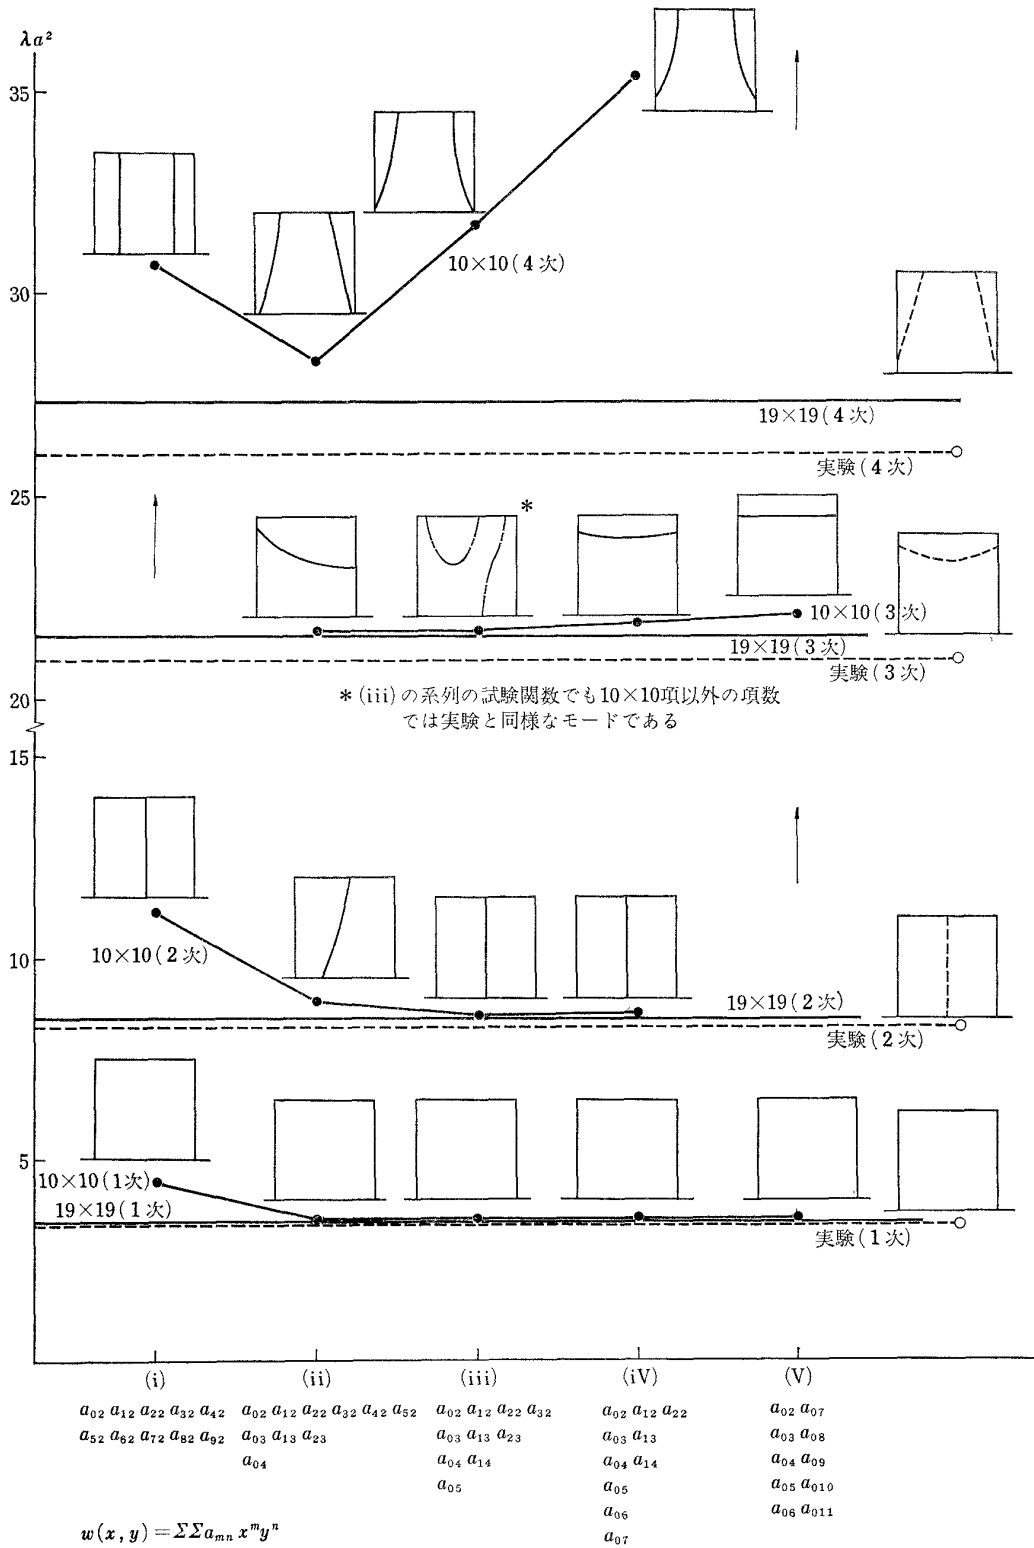 λa²
35
10×10(4次)
30
19×19(4次)
実験(4次)
25
*
10×10(3次)
19×19(3次)
実験(3次)
20
* (iii)の系列の試験関数でも10×10項以外の項数
では実験と同様なモードである
15
10×10(2次)
10
19×19(2次)
実験(2次)
5
10×10(1次)
19×19(1次)
実験(1次)
(i) (ii) (iii) (iV) (V)
a₀₂ a₁₂ a₂₂ a₃₂ a₄₂
a₅₂ a₆₂ a₇₂ a₈₂ a₉₂
a₀₂ a₁₂ a₂₂ a₃₂ a₄₂ a₅₂
a₀₃ a₁₃ a₂₃
a₀₄
a₀₂ a₁₂ a₂₂ a₃₂
a₀₃ a₁₃ a₂₃
a₀₄ a₁₄
a₀₅
a₀₂ a₁₂ a₂₂
a₀₃ a₁₃
a₀₄ a₁₄
a₀₅
a₀₆
a₀₇
a₀₂ a₀₇
a₀₃ a₀₈
a₀₄ a₀₉
a₀₅ a₀₁₀
a₀₆ a₀₁₁
w(x, y)=ΣΣaₘₙ xᵐyⁿ